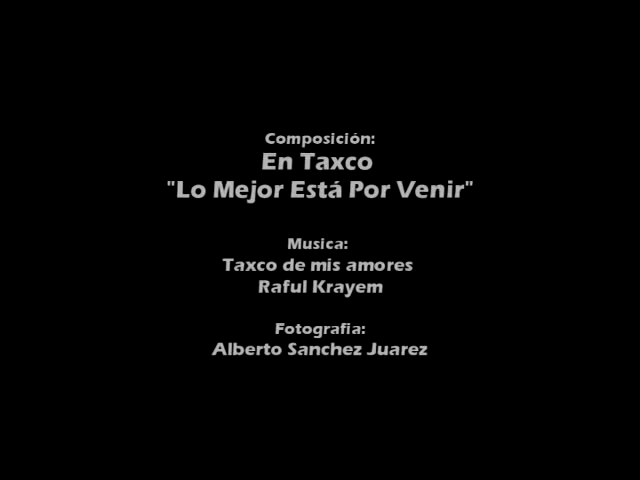 Composición:
En Taxco
"Lo Mejor Está Por Venir"
Musica:
Taxco de mis amores
Raful Krayem
Fotografia:
Alberto Sanchez Juarez